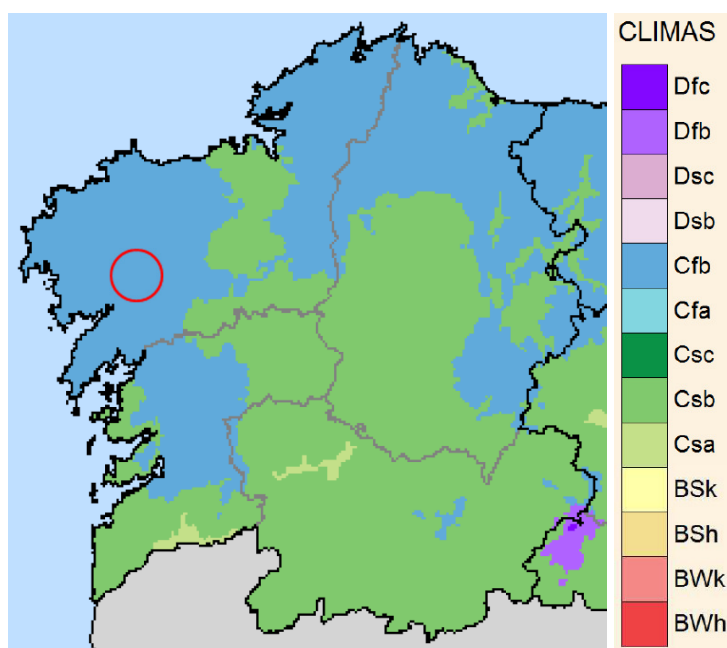 CLIMAS
Dfc
Dfb
Dsc
Dsb
Cfb
Cfa
Csc
Csb
Csa
BSk
BSh
BWk
BWh